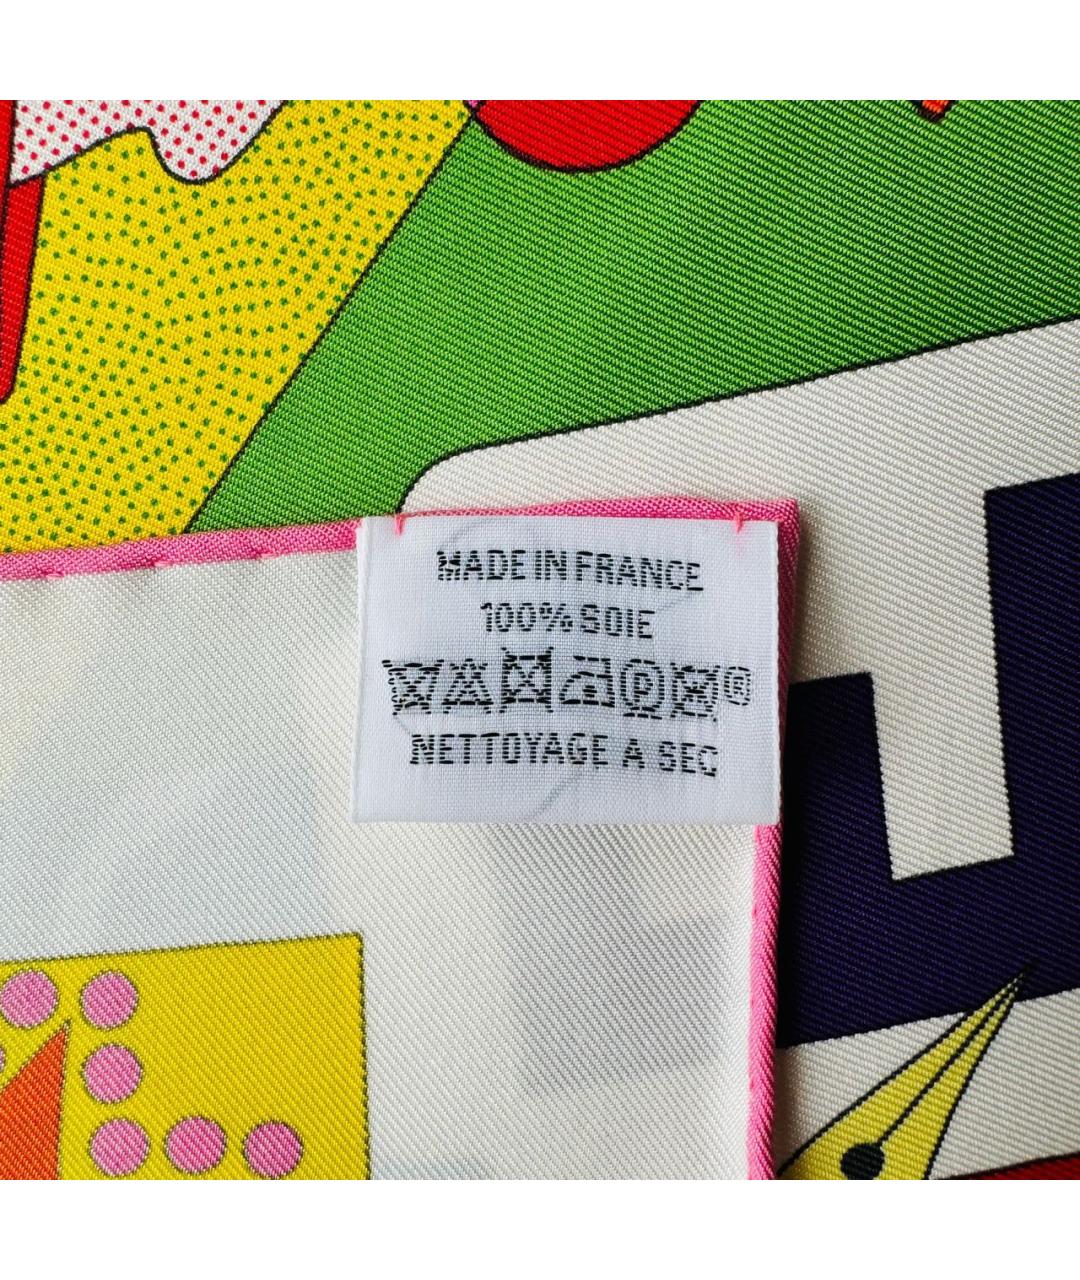 MADE IN FRANCE
100% SOIE
P ®
NETTOYAGE A SEC